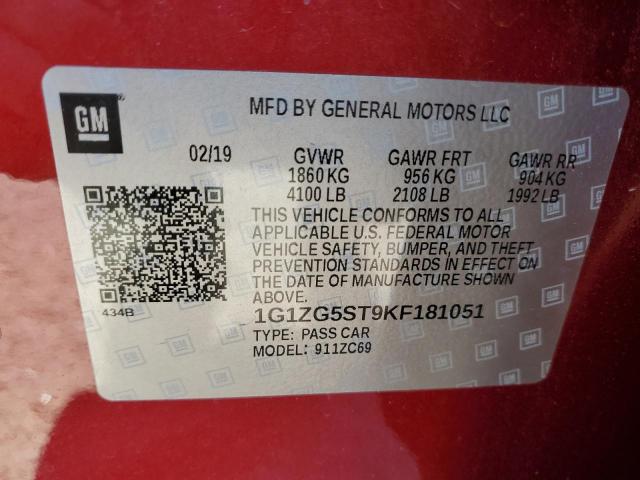 GM
MFD BY GENERAL MOTORS LLC
02/19 GVWR GAWR FRT GAWR RR
1860 KG 956 KG 904 KG
4100 LB 2108 LB 1992 LB
THIS VEHICLE CONFORMS TO ALL
APPLICABLE U.S. FEDERAL MOTOR
VEHICLE SAFETY, BUMPER, AND THEFT
PREVENTION STANDARDS IN EFFECT ON
THE DATE OF MANUFACTURE SHOWN ABOVE.
434B
1G1ZG5ST9KF181051
TYPE: PASS CAR
MODEL: 911ZC69